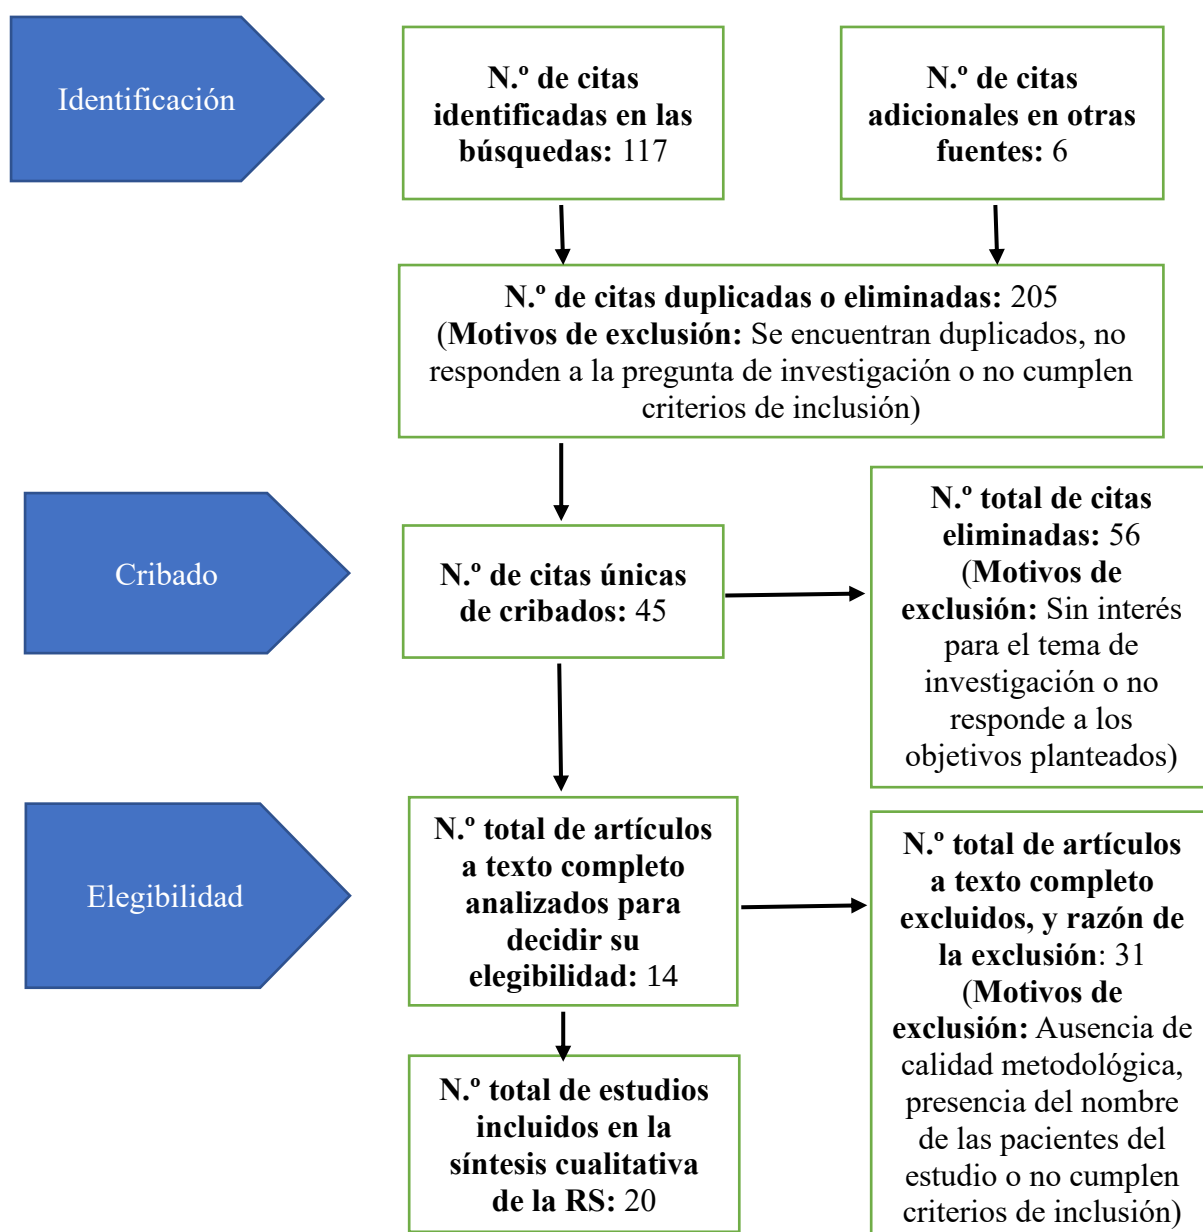 Identificación
N.º de citas
identificadas en las
búsquedas: 117
N.º de citas
adicionales en otras
fuentes: 6
N.º de citas duplicadas o eliminadas: 205
(Motivos de exclusión: Se encuentran duplicados, no
responden a la pregunta de investigación o no cumplen
criterios de inclusión)
Cribado
N.º de citas únicas
de cribados: 45
N.º total de citas
eliminadas: 56
(Motivos de
exclusión: Sin interés
para el tema de
investigación o no
responde a los
objetivos planteados)
Elegibilidad
N.º total de artículos
a texto completo
analizados para
decidir su
elegibilidad: 14
N.º total de artículos
a texto completo
excluidos, y razón de
la exclusión: 31
(Motivos de
exclusión: Ausencia de
calidad metodológica,
presencia del nombre
de las pacientes del
estudio o no cumplen
criterios de inclusión)
N.º total de estudios
incluidos en la
síntesis cualitativa
de la RS: 20